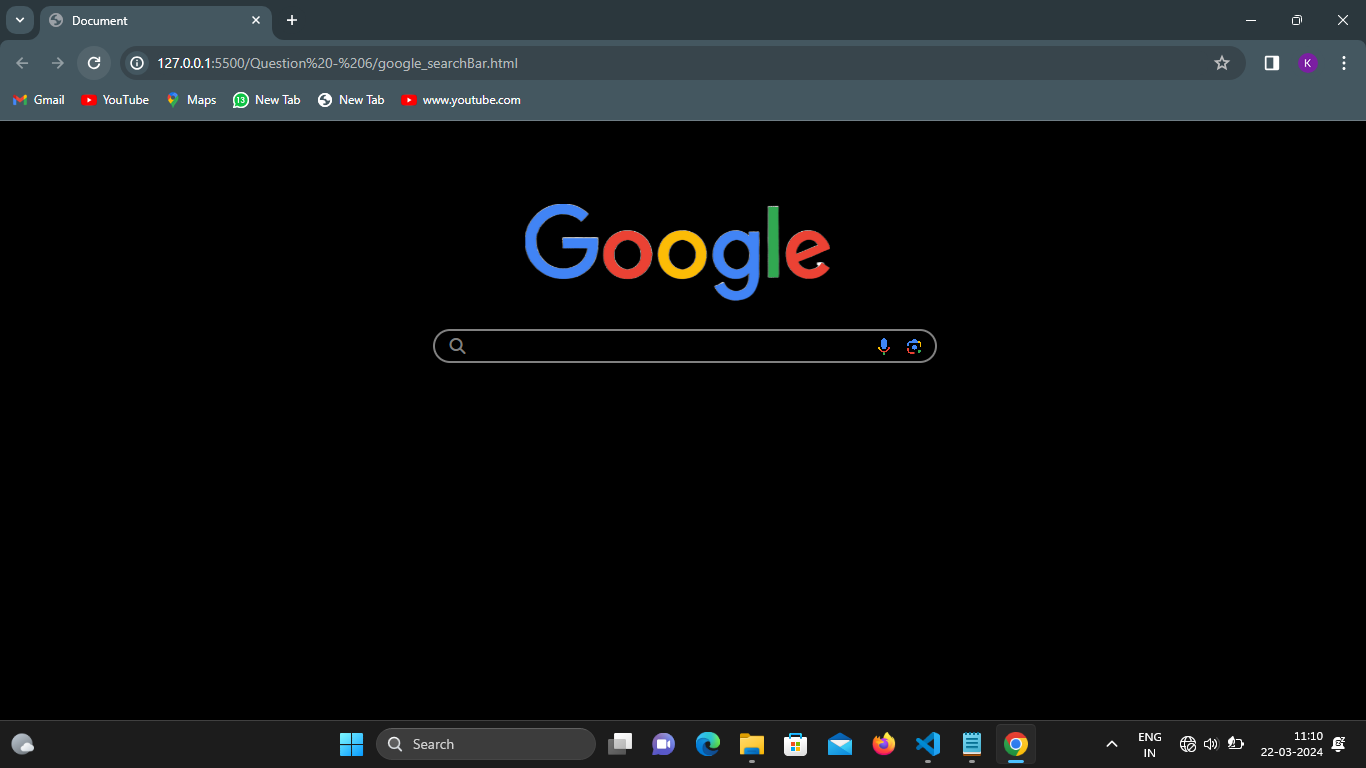 Document
127.0.0.1:5500/Question%20-%206/google_searchBar.html
K
Gmail YouTube Maps 13 New Tab New Tab www.youtube.com
Google
Search
ENG
IN
11:10
22-03-2024